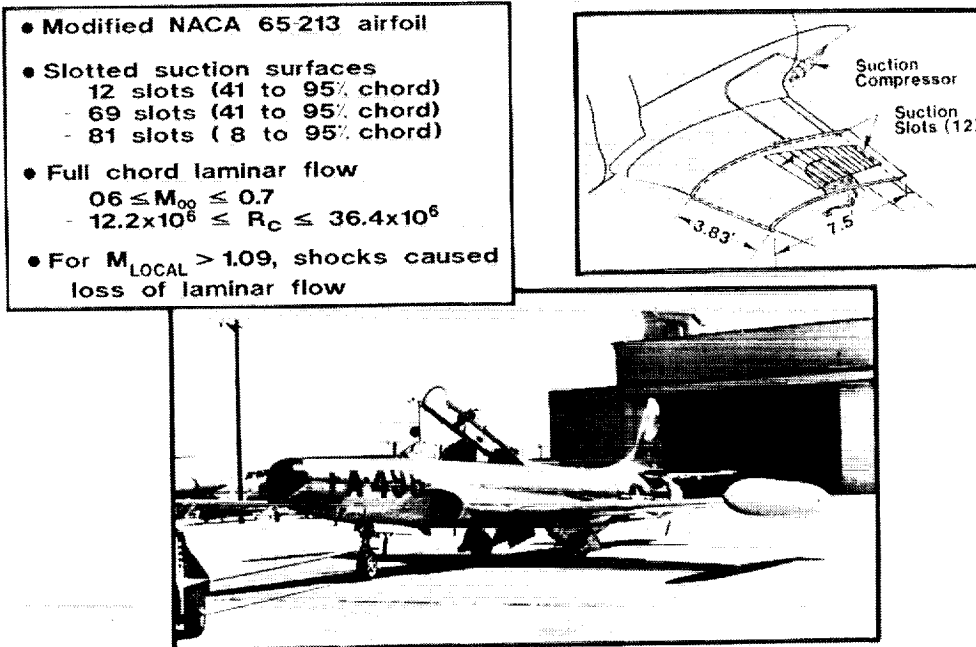 • Modified NACA 65-213 airfoil
• Slotted suction surfaces
12 slots (41 to 95% chord)
- 69 slots (41 to 95% chord)
- 81 slots ( 8 to 95% chord)
• Full chord laminar flow
06 ≤ M∞ ≤ 0.7
- 12.2x10⁶ ≤ R_C ≤ 36.4x10⁶
• For M_LOCAL > 1.09, shocks caused
loss of laminar flow
Suction
Compressor
Suction
Slots (12)
3.83'
7.5'